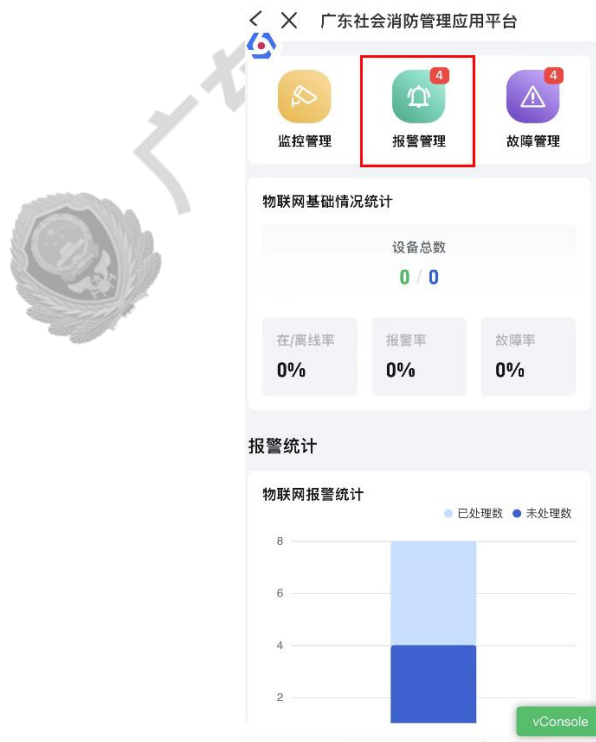 广东社会消防管理应用平台
4 4
监控管理 报警管理 故障管理
物联网基础情况统计
设备总数
0 / 0
在/离线率 报警率 故障率
0% 0% 0%
报警统计
物联网报警统计
已处理数 未处理数
8
6
4
2
vConsole
广